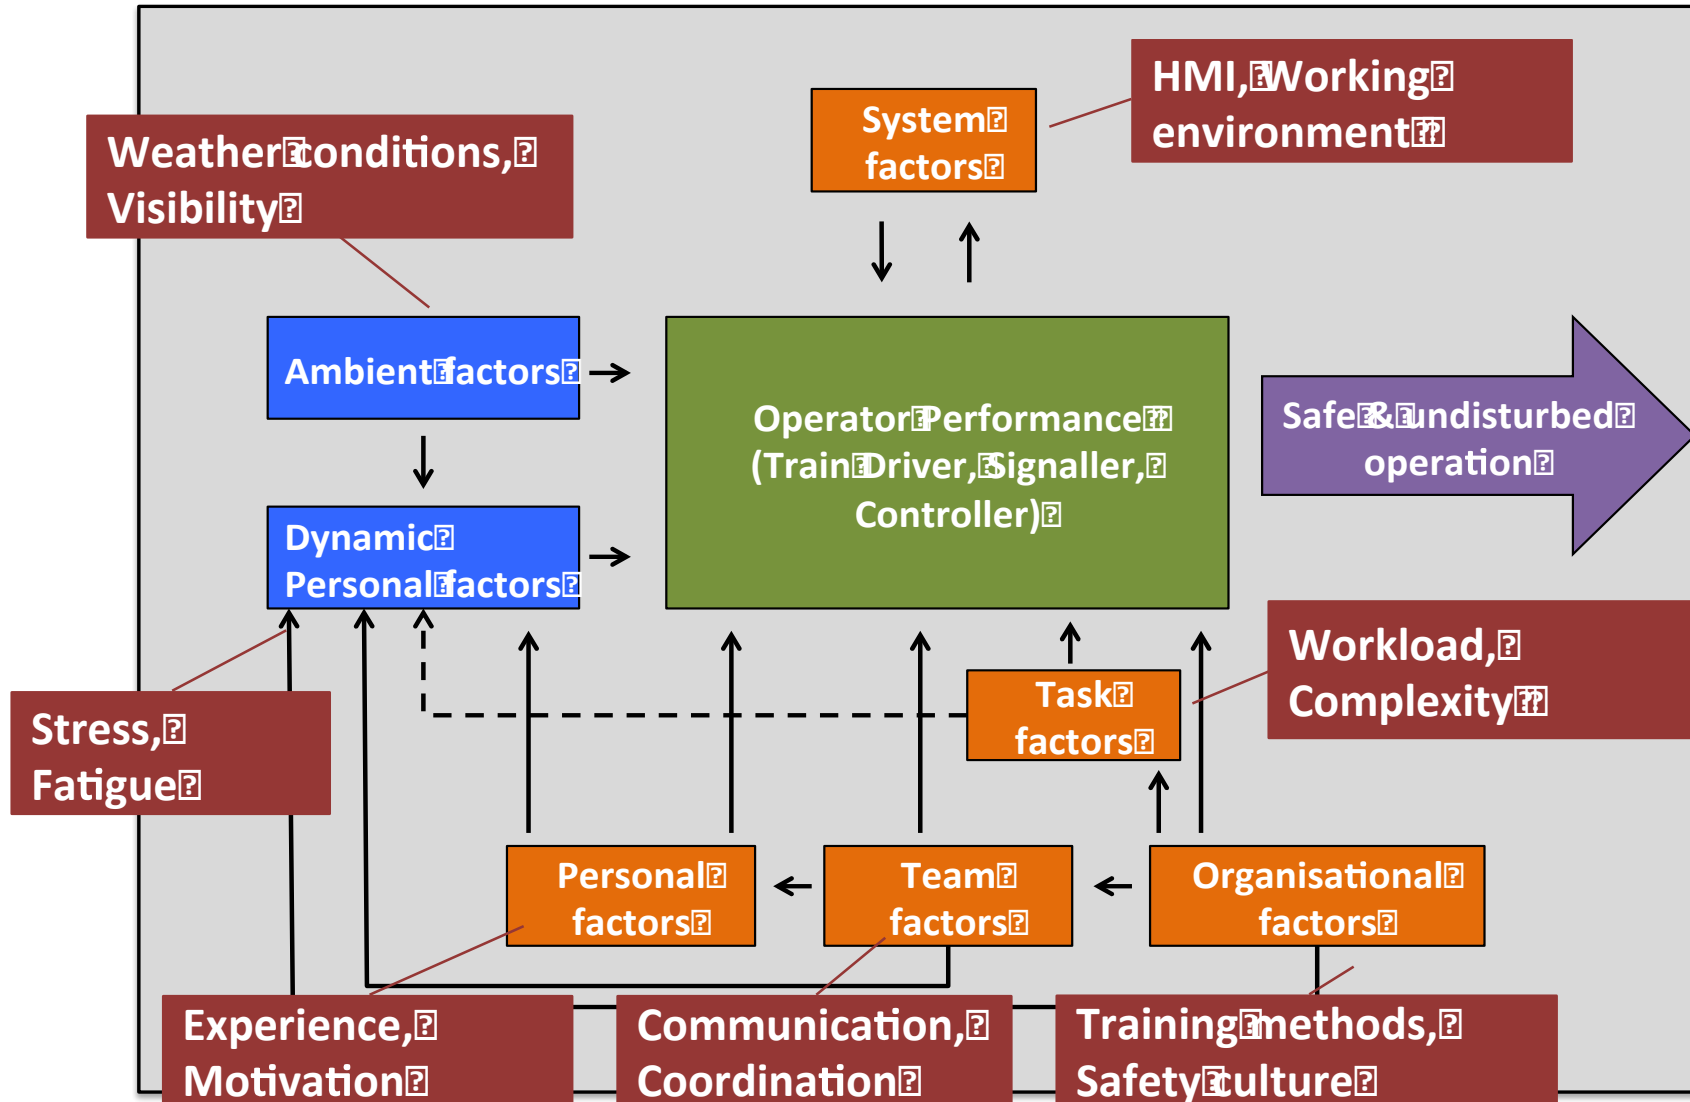 HMI, Working
environment
System
factors
Weather conditions,
Visibility
Ambient factors
Operator Performance
(Train Driver, Signaller,
Controller)
Safe & undisturbed
operation
Dynamic
Personal factors
Workload,
Complexity
Task
factors
Stress,
Fatigue
Personal
factors
Team
factors
Organisational
factors
Experience,
Motivation
Communication,
Coordination
Training methods,
Safety culture